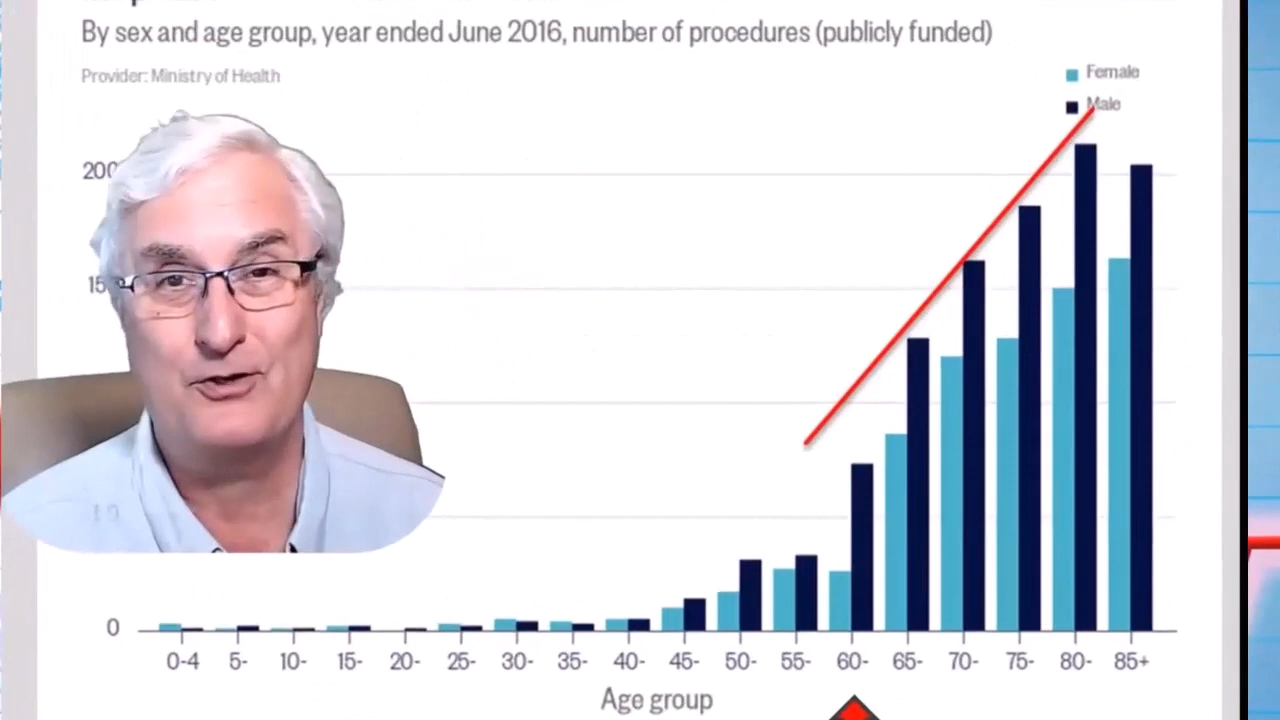 By sex and age group, year ended June 2016, number of procedures (publicly funded)
Provider: Ministry of Health
Female
Male
200
15
0
0-4 5- 10- 15- 20- 25- 30- 35- 40- 45- 50- 55- 60- 65- 70- 75- 80- 85+
Age group